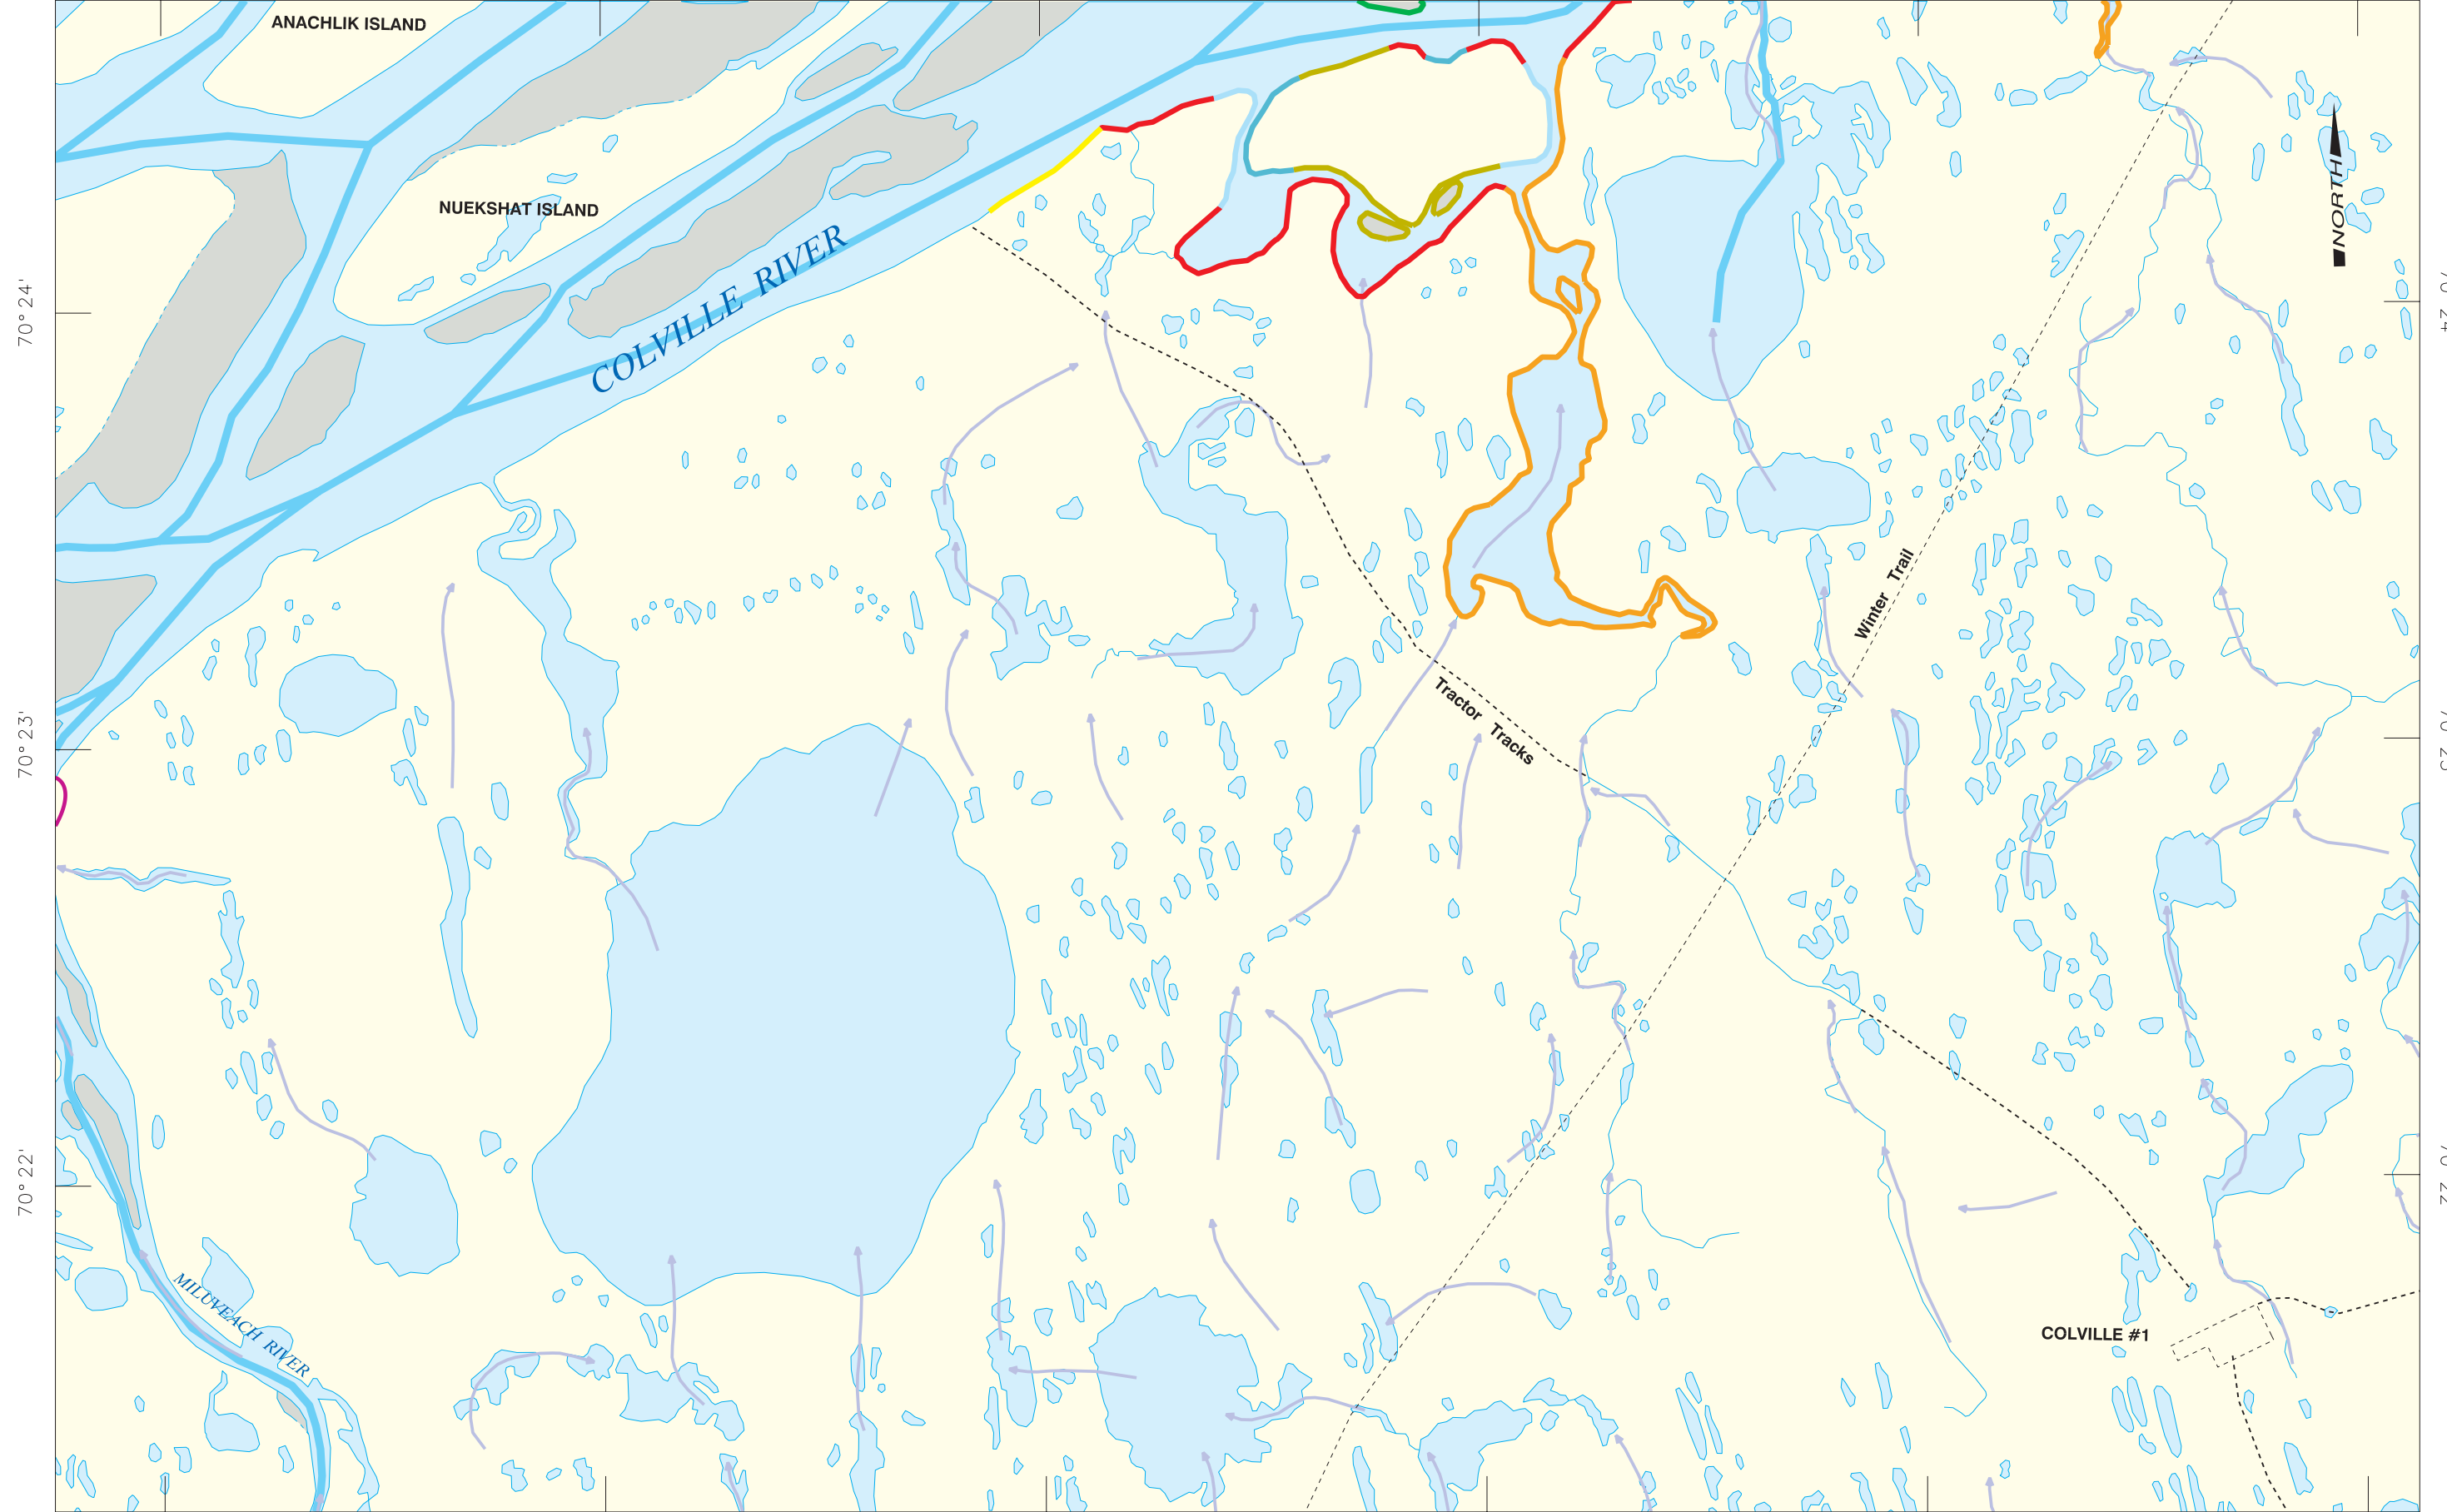 ANACHLIK ISLAND
NORTH
NUEKSHAT ISLAND
COLVILLE RIVER
70° 24'
Winter Trail
Tractor Tracks
70° 23'
70° 22'
MILUVEACH RIVER
COLVILLE #1